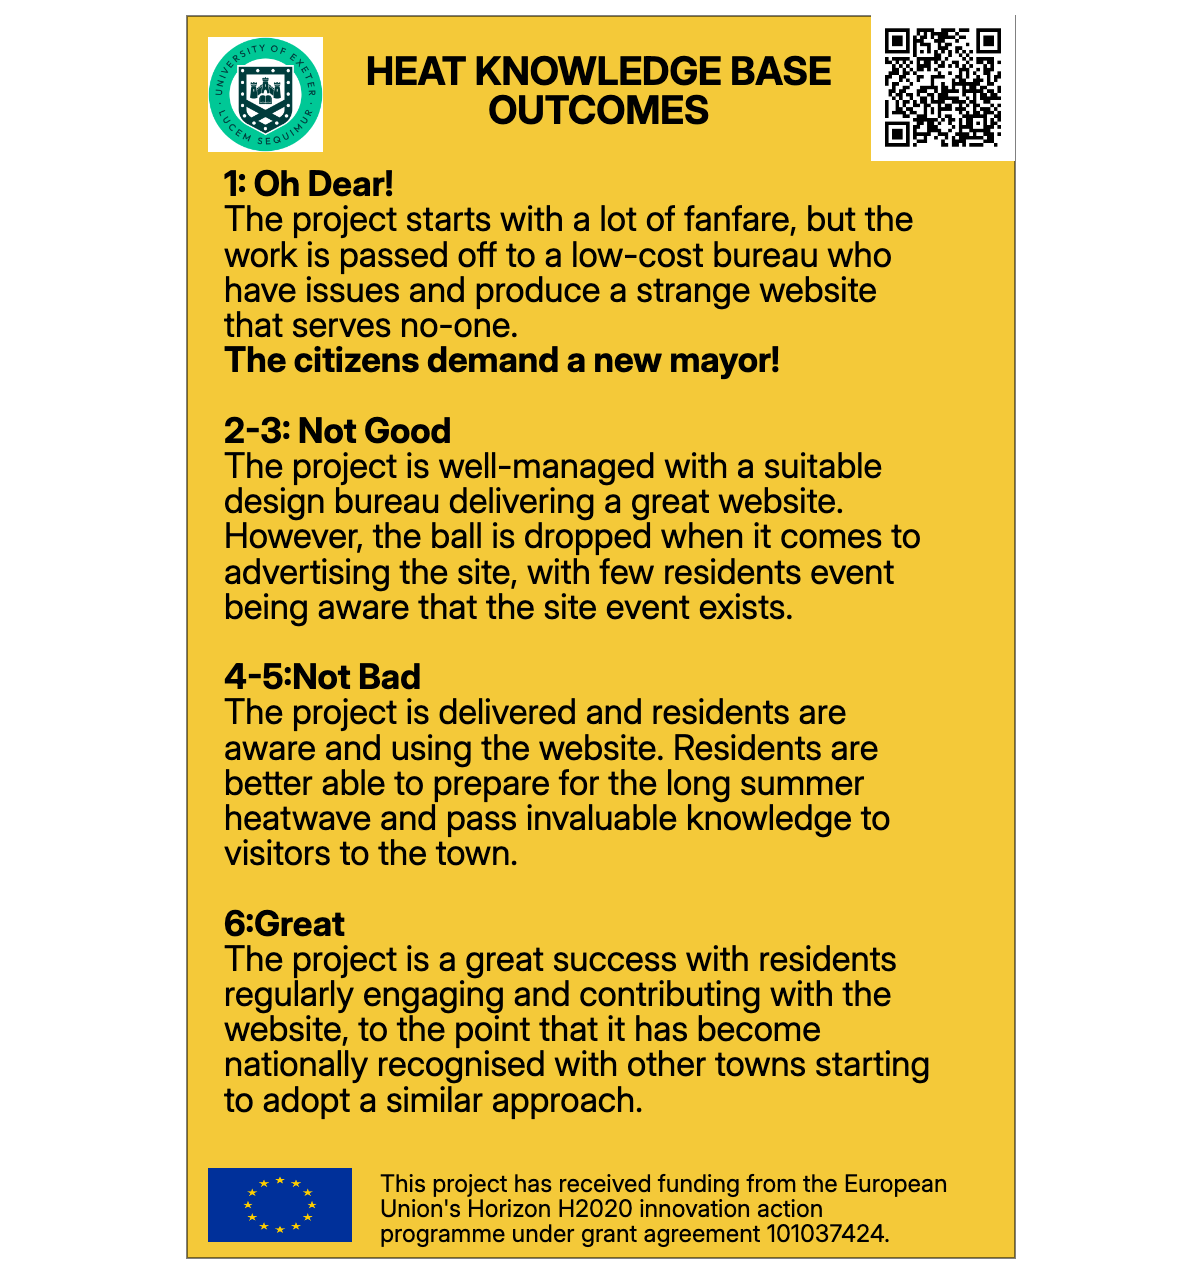 UNIVERSITY OF EXETER
LUCEM SEQUIMUR
HEAT KNOWLEDGE BASE
OUTCOMES
1: Oh Dear!
The project starts with a lot of fanfare, but the
work is passed off to a low-cost bureau who
have issues and produce a strange website
that serves no-one.
The citizens demand a new mayor!
2-3: Not Good
The project is well-managed with a suitable
design bureau delivering a great website.
However, the ball is dropped when it comes to
advertising the site, with few residents event
being aware that the site event exists.
4-5:Not Bad
The project is delivered and residents are
aware and using the website. Residents are
better able to prepare for the long summer
heatwave and pass invaluable knowledge to
visitors to the town.
6:Great
The project is a great success with residents
regularly engaging and contributing with the
website, to the point that it has become
nationally recognised with other towns starting
to adopt a similar approach.
This project has received funding from the European
Union's Horizon H2020 innovation action
programme under grant agreement 101037424.